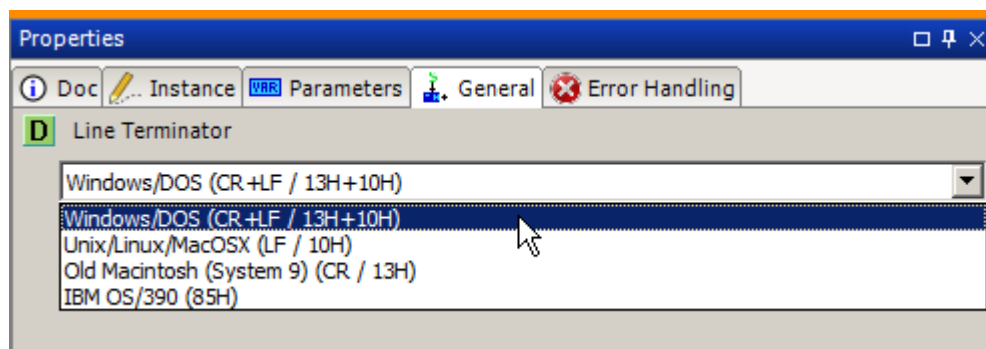 Properties
Doc Instance VAR Parameters General Error Handling
D Line Terminator
Windows/DOS (CR+LF / 13H+10H)
Windows/DOS (CR+LF / 13H+10H)
Unix/Linux/MacOSX (LF / 10H)
Old Macintosh (System 9) (CR / 13H)
IBM OS/390 (85H)